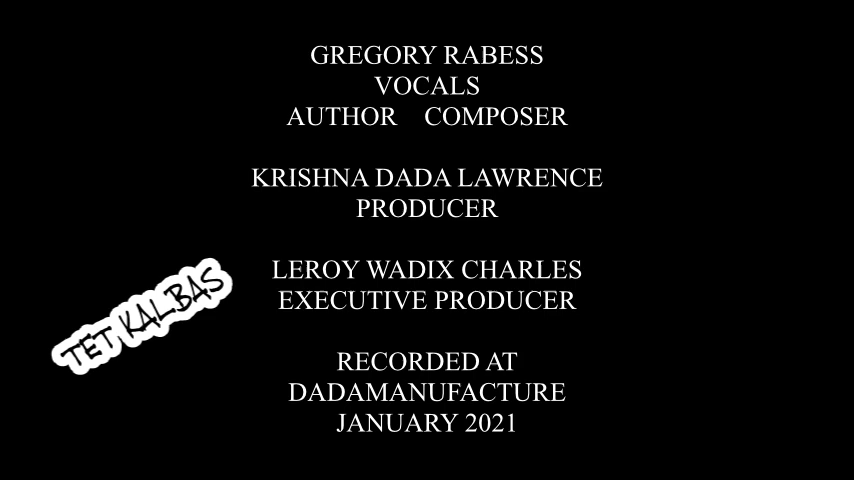 GREGORY RABESS
VOCALS
AUTHOR COMPOSER
KRISHNA DADA LAWRENCE
PRODUCER
LEROY WADIX CHARLES
EXECUTIVE PRODUCER
TET KALBAS
RECORDED AT
DADAMANUFACTURE
JANUARY 2021